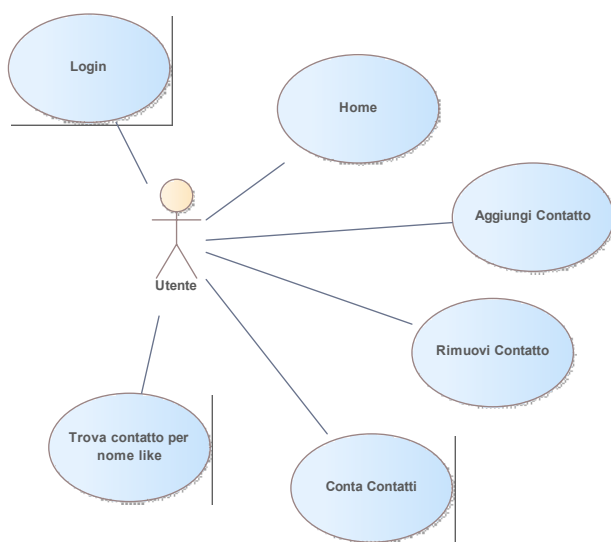 Login
Home
Aggiungi Contatto
Utente
Rimuovi Contatto
Trova contatto per
nome like
Conta Contatti